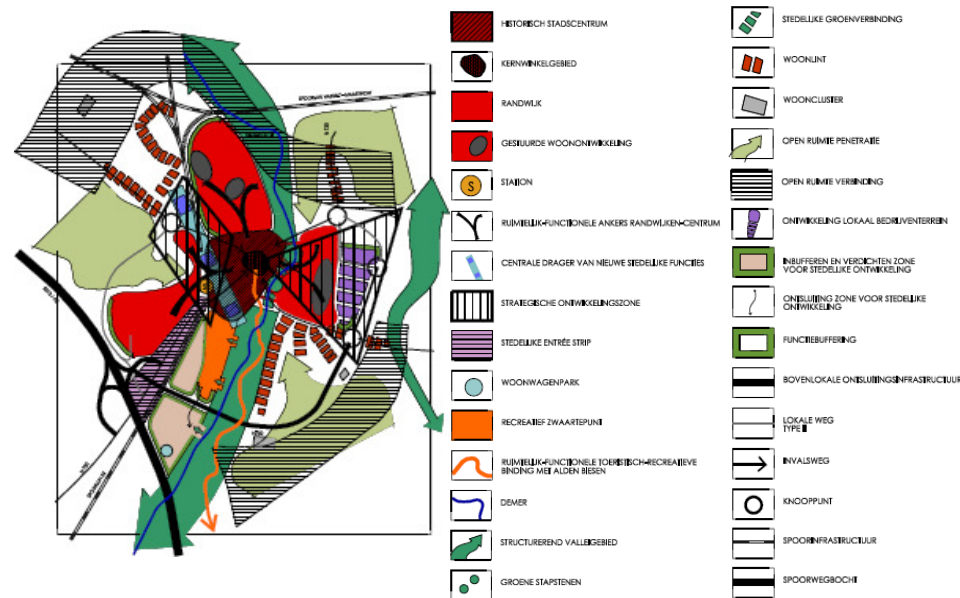 HISTORISCH STADSCENTRUM
KERNWINKELGEBIED
RANDWIJK
GESTUURDE WOONONTWIKKELING
S
STATION
RUIMTELIJK-FUNCTIONELE ANKERS RANDWIJKEN-CENTRUM
CENTRALE DRAGER VAN NIEUWE STEDELIJKE FUNCTIES
STRATEGISCHE ONTWIKKELINGSZONE
STEDELIJKE ENTRÉE STRIP
WOONWAGENPARK
RECREATIEF ZWAARTEPUNT
RUIMTELIJK-FUNCTIONELE TOERISTISCH-RECREATIEVE
BINDING MET ALDEN BIESEN
DEMER
STRUCTUREREND VALLEIGEBIED
GROENE STAPSTENEN
STEDELIJKE GROENVERBINDING
WOONLINT
WOONCLUSTER
OPEN RUIMTE PENETRATIE
OPEN RUIMTE VERBINDING
ONTWIKKELING LOKAAL BEDRIJVENTERREIN
INBUFFEREN EN VERDICHTEN ZONE
VOOR STEDELIJKE ONTWIKKELING
ONTSLUITING ZONE VOOR STEDELIJKE
ONTWIKKELING
FUNCTIEBUFFERING
BOVENLOKALE ONTSLUITINGSINFRASTRUCTUUR
LOKALE WEG
TYPE II
INVALSWEG
KNOOPPUNT
SPOORINFRASTRUCTUUR
SPOORWEGBOCHT